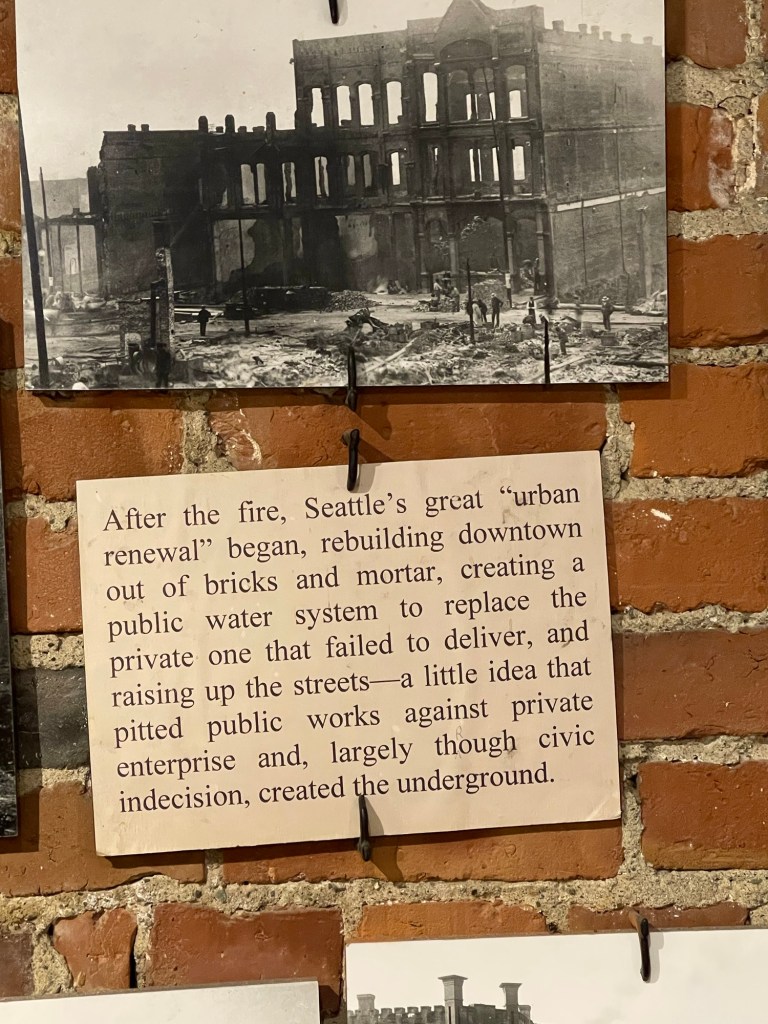 After the fire, Seattle's great “urban
renewal” began, rebuilding downtown
out of bricks and mortar, creating a
public water system to replace the
private one that failed to deliver, and
raising up the streets—a little idea that
pitted public works against private
enterprise and, largely though civic
indecision, created the underground.